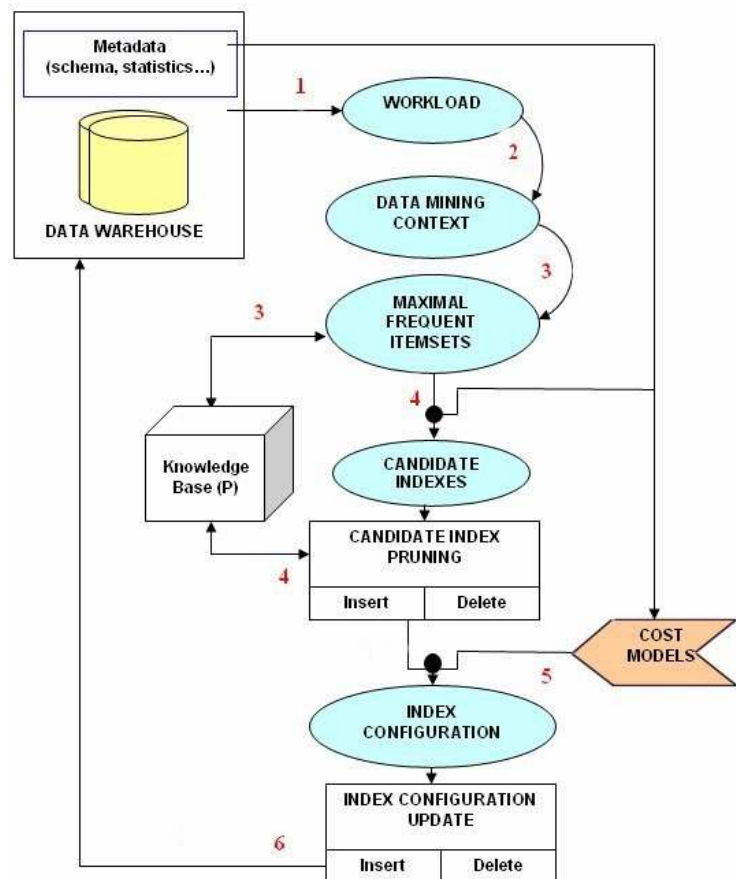 Metadata
(schema, statistics…)
DATA WAREHOUSE
1
WORKLOAD
2
DATA MINING
CONTEXT
3
3
MAXIMAL
FREQUENT
ITEMSETS
4
Knowledge
Base (P)
CANDIDATE
INDEXES
4
CANDIDATE INDEX
PRUNING
Insert
Delete
COST
MODELS
5
INDEX
CONFIGURATION
INDEX CONFIGURATION
UPDATE
Insert
Delete
6